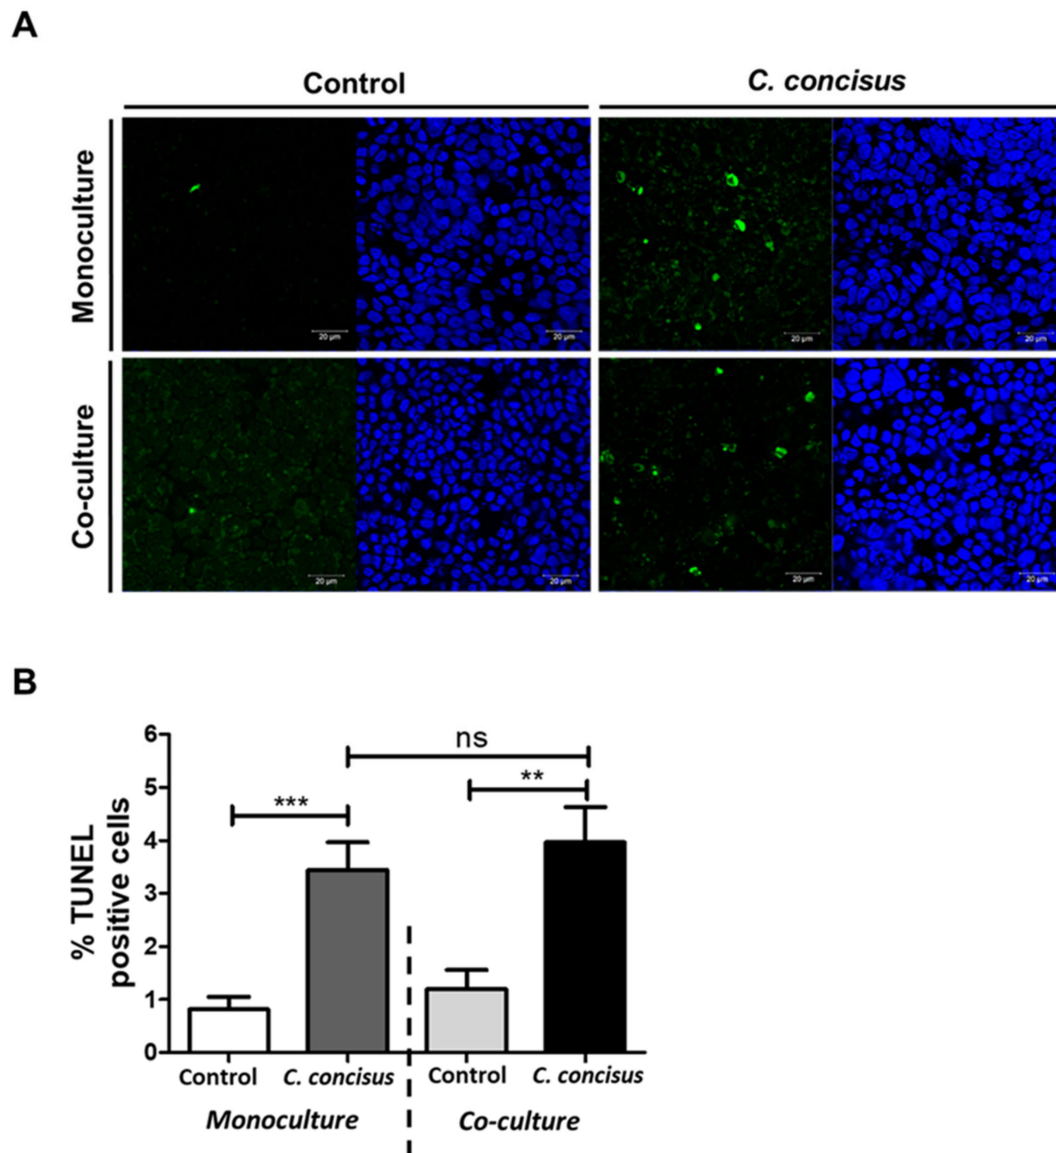 A
Control
C. concisus
Monoculture
20 µm
20 µm
20 µm
20 µm
Co-culture
20 µm
20 µm
20 µm
20 µm
B
% TUNEL
positive cells
6
5
4
3
2
1
0
ns
***
**
Control
C. concisus
Control
C. concisus
Monoculture
Co-culture